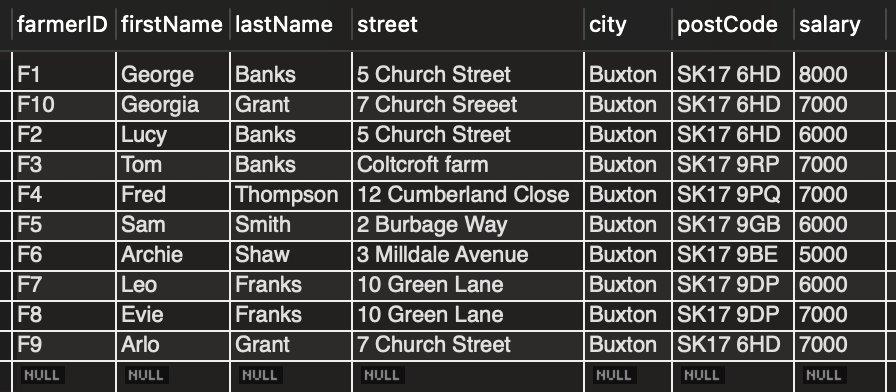 farmerID firstName lastName street city postCode salary
F1 George Banks 5 Church Street Buxton SK17 6HD 8000
F10 Georgia Grant 7 Church Sreeet Buxton SK17 6HD 7000
F2 Lucy Banks 5 Church Street Buxton SK17 6HD 6000
F3 Tom Banks Coltcroft farm Buxton SK17 9RP 7000
F4 Fred Thompson 12 Cumberland Close Buxton SK17 9PQ 7000
F5 Sam Smith 2 Burbage Way Buxton SK17 9GB 6000
F6 Archie Shaw 3 Milldale Avenue Buxton SK17 9BE 5000
F7 Leo Franks 10 Green Lane Buxton SK17 9DP 6000
F8 Evie Franks 10 Green Lane Buxton SK17 9DP 7000
F9 Arlo Grant 7 Church Street Buxton SK17 6HD 7000
NULL NULL NULL NULL NULL NULL NULL